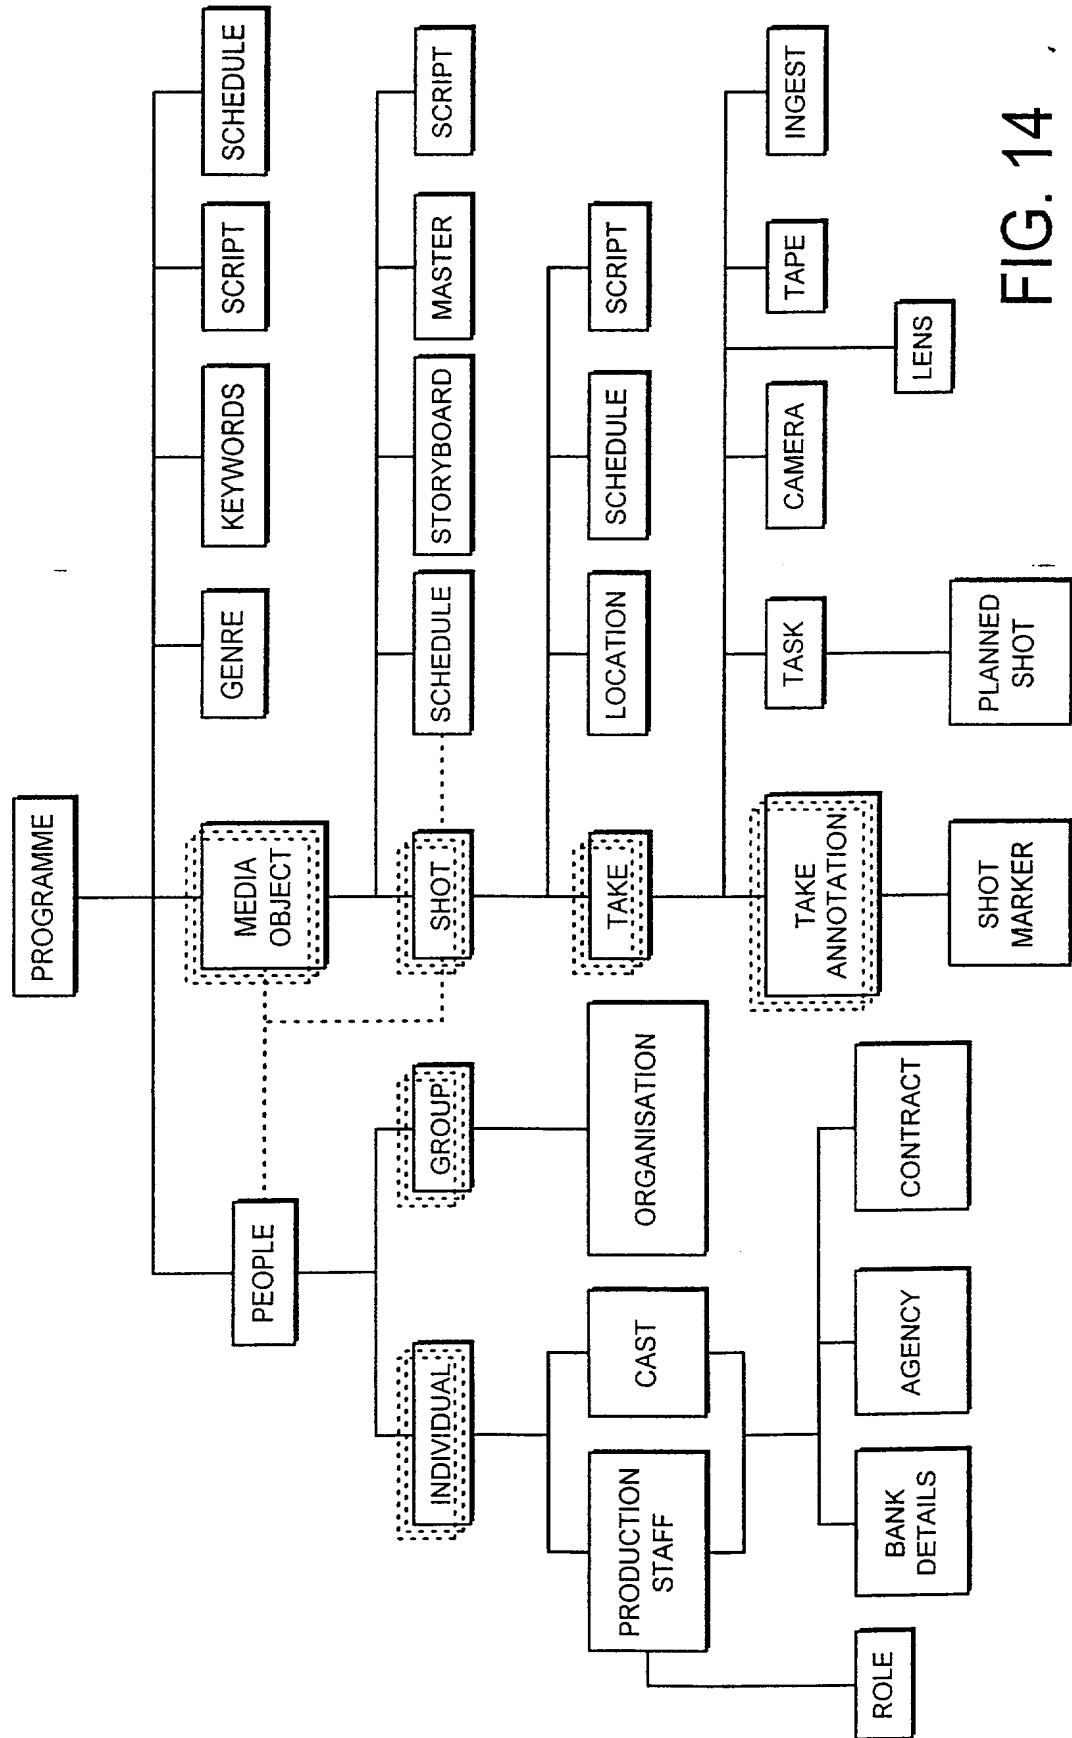 PROGRAMME
PEOPLE
MEDIA
OBJECT
GENRE
KEYWORDS
SCRIPT
SCHEDULE
INDIVIDUAL
GROUP
SHOT
SCHEDULE
STORYBOARD
MASTER
SCRIPT
PRODUCTION
STAFF
CAST
ORGANISATION
TAKE
LOCATION
SCHEDULE
SCRIPT
ROLE
BANK
DETAILS
AGENCY
CONTRACT
TAKE
ANNOTATION
TASK
CAMERA
LENS
TAPE
INGEST
SHOT
MARKER
PLANNED
SHOT
FIG. 14